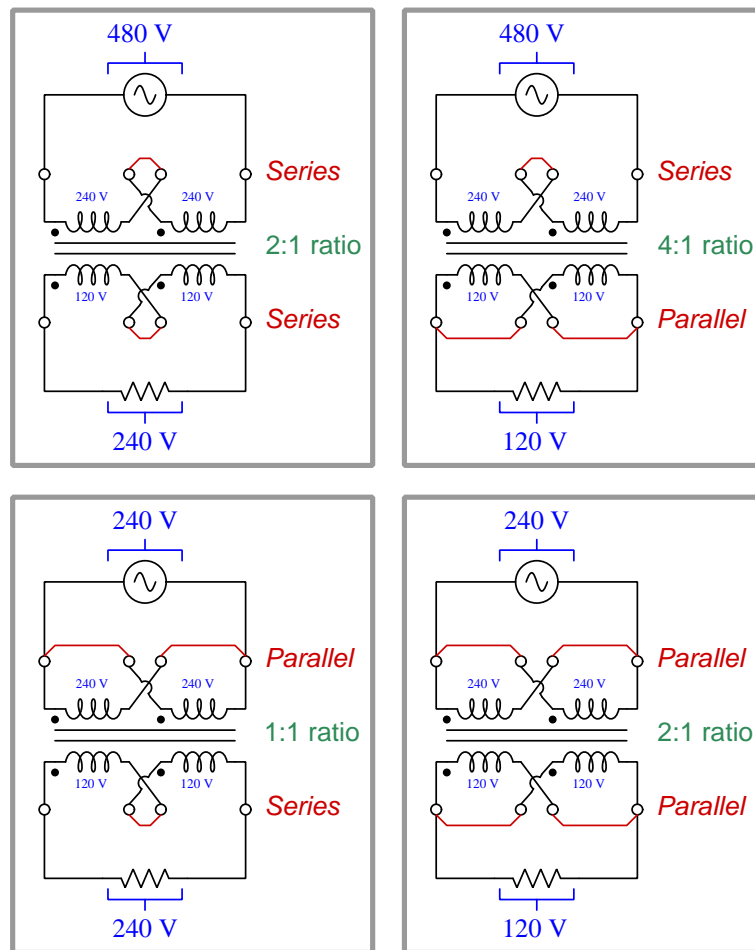 480 V
Series
240 V 240 V
2:1 ratio
120 V 120 V
Series
240 V
480 V
Series
240 V 240 V
4:1 ratio
120 V 120 V
Parallel
120 V
240 V
Parallel
240 V 240 V
1:1 ratio
120 V 120 V
Series
240 V
240 V
Parallel
240 V 240 V
2:1 ratio
120 V 120 V
Parallel
120 V